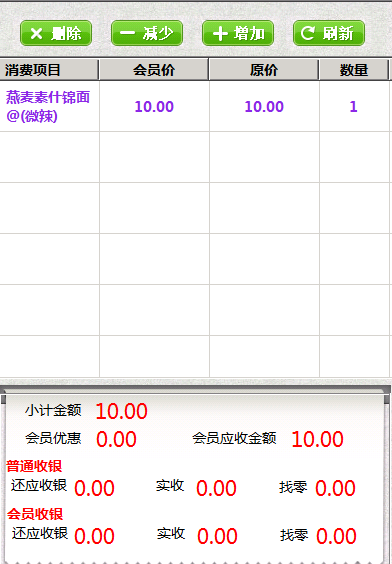 删除 减少 增加 刷新
消费项目 会员价 原价 数量
燕麦素什锦面 10.00 10.00 1
@(微辣)
小计金额 10.00
会员优惠 0.00 会员应收金额 10.00
普通收银
还应收银 0.00 实收 0.00 找零 0.00
会员收银
还应收银 0.00 实收 0.00 找零 0.00